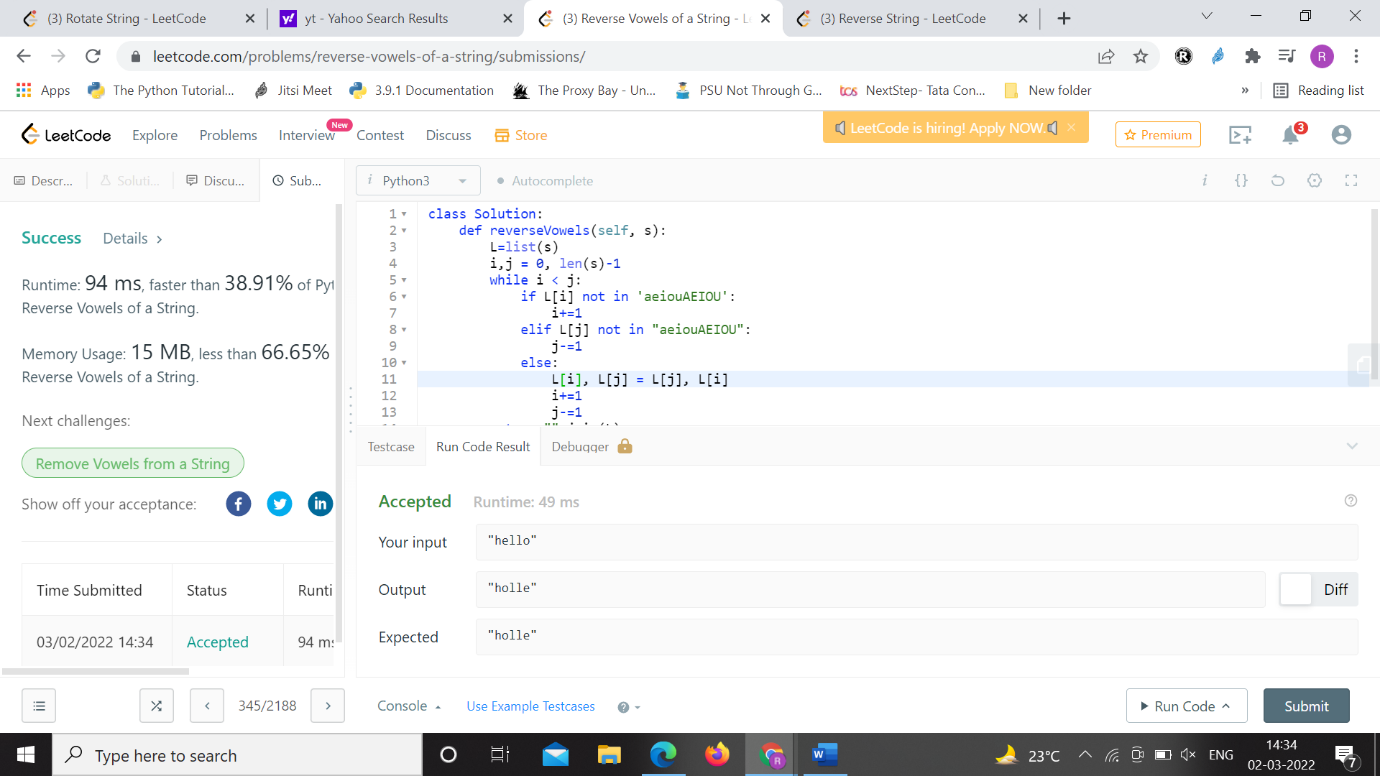 (3) Rotate String - LeetCode
yt - Yahoo Search Results
(3) Reverse Vowels of a String - L
(3) Reverse String - LeetCode
leetcode.com/problems/reverse-vowels-of-a-string/submissions/
R
Apps The Python Tutorial... Jitsi Meet 3.9.1 Documentation The Proxy Bay - Un... PSU Not Through G... tcs NextStep- Tata Con... New folder » Reading list
LeetCode Explore Problems Interview New Contest Discuss Store LeetCode is hiring! Apply NOW. × Premium 3
Descr... Soluti... Discu... Sub...
i Python3 Autocomplete i {}
Success Details >
Runtime: 94 ms, faster than 38.91% of Pyt
Reverse Vowels of a String.
Memory Usage: 15 MB, less than 66.65%
Reverse Vowels of a String.
Next challenges:
Remove Vowels from a String
Show off your acceptance:
Time Submitted Status Runti
03/02/2022 14:34 Accepted 94 ms
345/2188
1 class Solution:
2 def reverseVowels(self, s):
3 L=list(s)
4 i,j = 0, len(s)-1
5 while i < j:
6 if L[i] not in 'aeiouAEIOU':
7 i+=1
8 elif L[j] not in "aeiouAEIOU":
9 j-=1
10 else:
11 L[i], L[j] = L[j], L[i]
12 i+=1
13 j-=1
Testcase Run Code Result Debugger
Accepted Runtime: 49 ms
Your input "hello"
Output "holle" Diff
Expected "holle"
Console Use Example Testcases Run Code Submit
Type here to search
R
W
23°C ENG
14:34
02-03-2022
7